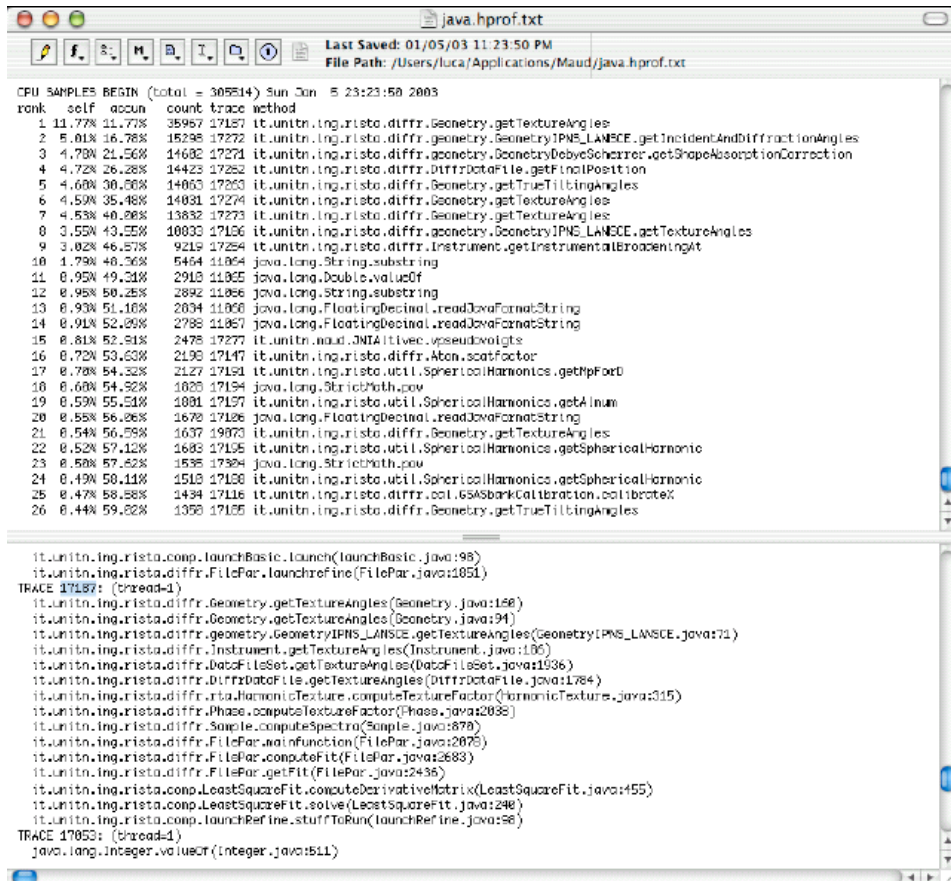 java.hprof.txt
Last Saved: 01/05/03 11:23:50 PM
File Path: /Users/luca/Applications/Maud/java.hprof.txt
CPU SAMPLES BEGIN (total = 305514) Sun Jan 5 23:23:50 2003
rank self accum count trace method
1 11.77% 11.77% 35967 17187 it.unitn.ing.rista.diffr.Geometry.getTextureAngles
2 5.01% 16.78% 15298 17272 it.unitn.ing.rista.diffr.geometry.GeometryIPNS_LANSCE.getIncidentAndDiffractionAngles
3 4.78% 21.56% 14602 17271 it.unitn.ing.rista.diffr.geometry.GeometryDebyeScherrer.getShapeAbsorptionCorrection
4 4.72% 26.28% 14423 17262 it.unitn.ing.rista.diffr.DiffrDataFile.getFinalPosition
5 4.60% 30.88% 14063 17263 it.unitn.ing.rista.diffr.Geometry.getTrueTiltingAngles
6 4.59% 35.48% 14031 17274 it.unitn.ing.rista.diffr.Geometry.getTextureAngles
7 4.53% 40.00% 13832 17273 it.unitn.ing.rista.diffr.Geometry.getTextureAngles
8 3.55% 43.55% 10833 17186 it.unitn.ing.rista.diffr.geometry.GeometryIPNS_LANSCE.getTextureAngles
9 3.02% 46.57% 9219 17264 it.unitn.ing.rista.diffr.Instrument.getInstrumentalBroadeningAt
10 1.79% 48.36% 5464 11064 java.lang.String.substring
11 0.95% 49.31% 2910 11065 java.lang.Double.valueOf
12 0.95% 50.25% 2892 11066 java.lang.String.substring
13 0.93% 51.18% 2834 11068 java.lang.FloatingDecimal.readJavaFormatString
14 0.91% 52.09% 2788 11067 java.lang.FloatingDecimal.readJavaFormatString
15 0.81% 52.91% 2478 17277 it.unitn.maud.JNIAltivec.vpseudovoigts
16 0.72% 53.63% 2198 17147 it.unitn.ing.rista.diffr.Atom.scatfactor
17 0.70% 54.32% 2127 17191 it.unitn.ing.rista.util.SphericalHarmonics.getMpForD
18 0.60% 54.92% 1828 17194 java.lang.StrictMath.pow
19 0.59% 55.51% 1801 17197 it.unitn.ing.rista.util.SphericalHarmonics.getAlmum
20 0.55% 56.06% 1670 17106 java.lang.FloatingDecimal.readJavaFormatString
21 0.54% 56.59% 1637 19073 it.unitn.ing.rista.diffr.Geometry.getTextureAngles
22 0.52% 57.12% 1603 17195 it.unitn.ing.rista.util.SphericalHarmonics.getSphericalHarmonic
23 0.50% 57.62% 1535 17304 java.lang.StrictMath.pow
24 0.49% 58.11% 1510 17188 it.unitn.ing.rista.util.SphericalHarmonics.getSphericalHarmonic
25 0.47% 58.58% 1434 17116 it.unitn.ing.rista.diffr.cal.GSASbankCalibration.calibrateX
26 0.44% 59.02% 1350 17185 it.unitn.ing.rista.diffr.Geometry.getTrueTiltingAngles
it.unitn.ing.rista.comp.launchBasic.launch(launchBasic.java:98)
it.unitn.ing.rista.diffr.FilePar.launchrefine(FilePar.java:1851)
TRACE 17187: (thread=1)
it.unitn.ing.rista.diffr.Geometry.getTextureAngles(Geometry.java:160)
it.unitn.ing.rista.diffr.Geometry.getTextureAngles(Geometry.java:94)
it.unitn.ing.rista.diffr.geometry.GeometryIPNS_LANSCE.getTextureAngles(GeometryIPNS_LANSCE.java:71)
it.unitn.ing.rista.diffr.Instrument.getTextureAngles(Instrument.java:186)
it.unitn.ing.rista.diffr.DataFileSet.getTextureAngles(DataFileSet.java:1936)
it.unitn.ing.rista.diffr.DiffrDataFile.getTextureAngles(DiffrDataFile.java:1784)
it.unitn.ing.rista.diffr.rta.HarmonicTexture.computeTextureFactor(HarmonicTexture.java:315)
it.unitn.ing.rista.diffr.Phase.computeTextureFactor(Phase.java:2038)
it.unitn.ing.rista.diffr.Sample.computeSpectra(Sample.java:870)
it.unitn.ing.rista.diffr.FilePar.mainfunction(FilePar.java:2078)
it.unitn.ing.rista.diffr.FilePar.computeFit(FilePar.java:2683)
it.unitn.ing.rista.diffr.FilePar.getFit(FilePar.java:2436)
it.unitn.ing.rista.comp.LeastSquareFit.computeDerivativeMatrix(LeastSquareFit.java:455)
it.unitn.ing.rista.comp.LeastSquareFit.solve(LeastSquareFit.java:240)
it.unitn.ing.rista.comp.launchRefine.stuffToRun(launchRefine.java:98)
TRACE 17053: (thread=1)
java.lang.Integer.valueOf(Integer.java:511)